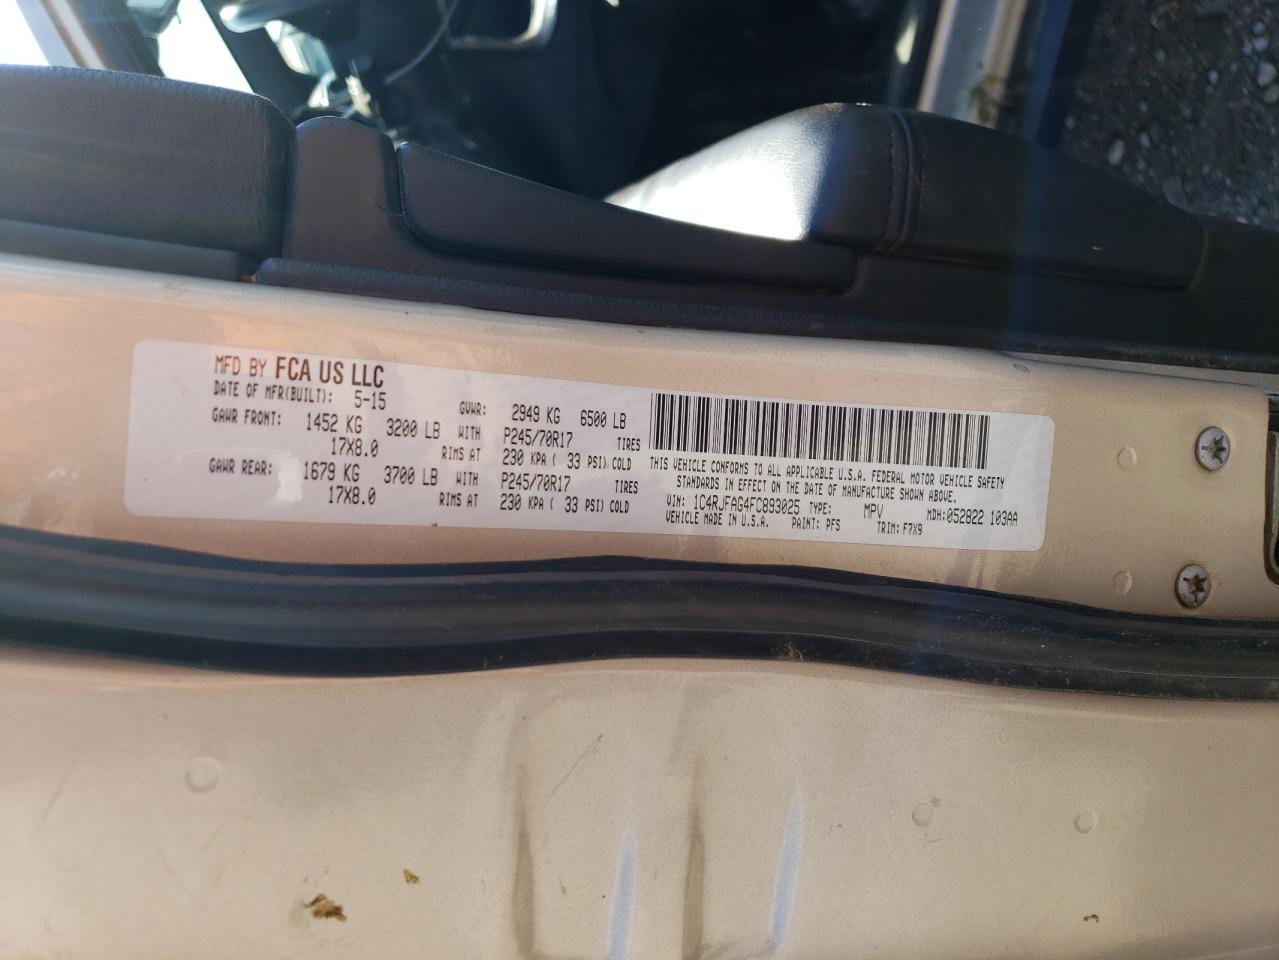 MFD BY FCA US LLC
DATE OF MFR(BUILT): 5-15 GVWR: 2949 KG 6500 LB
GAWR FRONT: 1452 KG 3200 LB WITH P245/70R17 TIRES
17X8.0 RIMS AT 230 KPA ( 33 PSI) COLD
GAWR REAR: 1679 KG 3700 LB WITH P245/70R17 TIRES
17X8.0 RIMS AT 230 KPA ( 33 PSI) COLD
THIS VEHICLE CONFORMS TO ALL APPLICABLE U.S.A. FEDERAL MOTOR VEHICLE SAFETY
STANDARDS IN EFFECT ON THE DATE OF MANUFACTURE SHOWN ABOVE.
VIN: 1C4RJFAG4FC893025 TYPE: MPV MDH:052822 103AA
VEHICLE MADE IN U.S.A. PAINT: PFS TRIM: F7X9